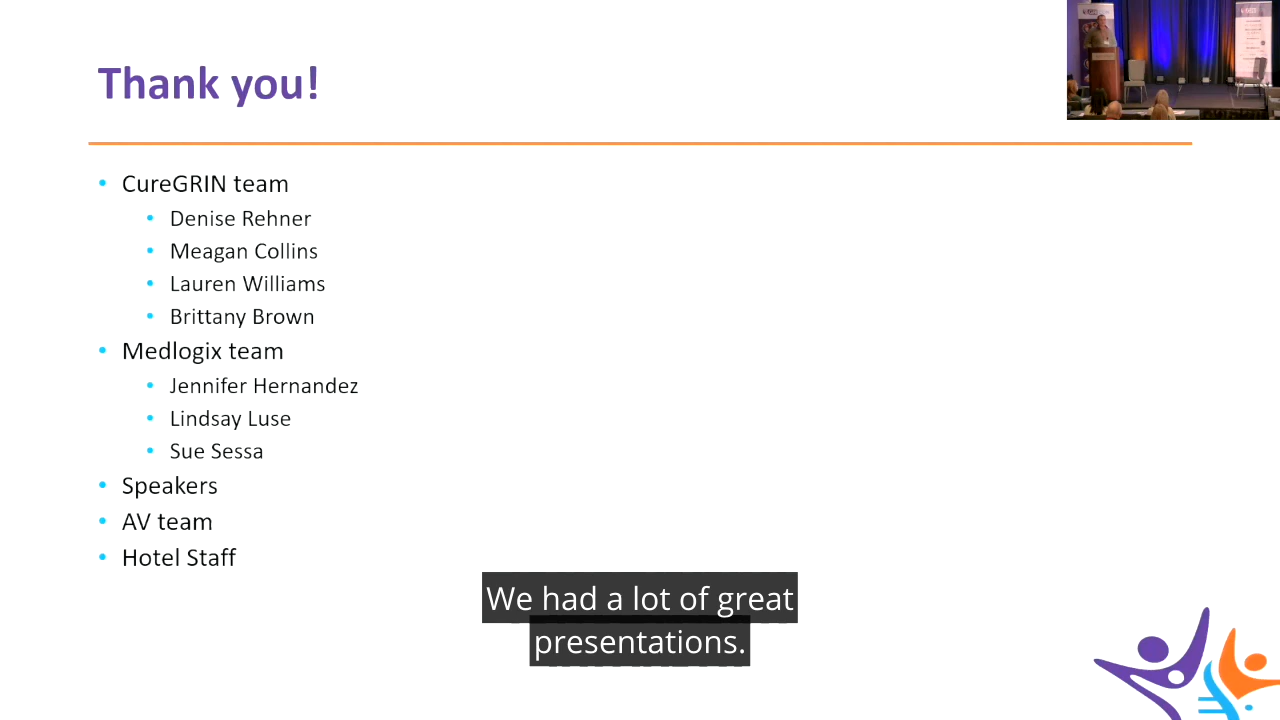 Thank you!
CureGRIN team
Denise Rehner
Meagan Collins
Lauren Williams
Brittany Brown
Medlogix team
Jennifer Hernandez
Lindsay Luse
Sue Sessa
Speakers
AV team
Hotel Staff
We had a lot of great
presentations.